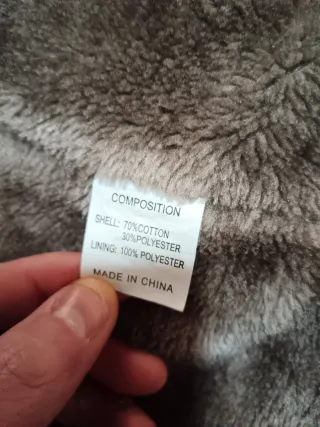 COMPOSITION
SHELL: 70%COTTON
30%POLYESTER
LINING: 100% POLYESTER
MADE IN CHINA